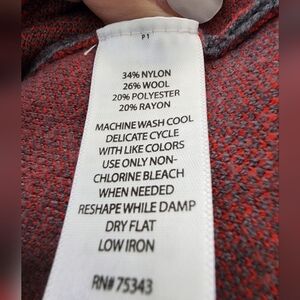 P1
34% NYLON
26% WOOL
20% POLYESTER
20% RAYON
MACHINE WASH COOL
DELICATE CYCLE
WITH LIKE COLORS
USE ONLY NON-
CHLORINE BLEACH
WHEN NEEDED
RESHAPE WHILE DAMP
DRY FLAT
LOW IRON
RN# 75343